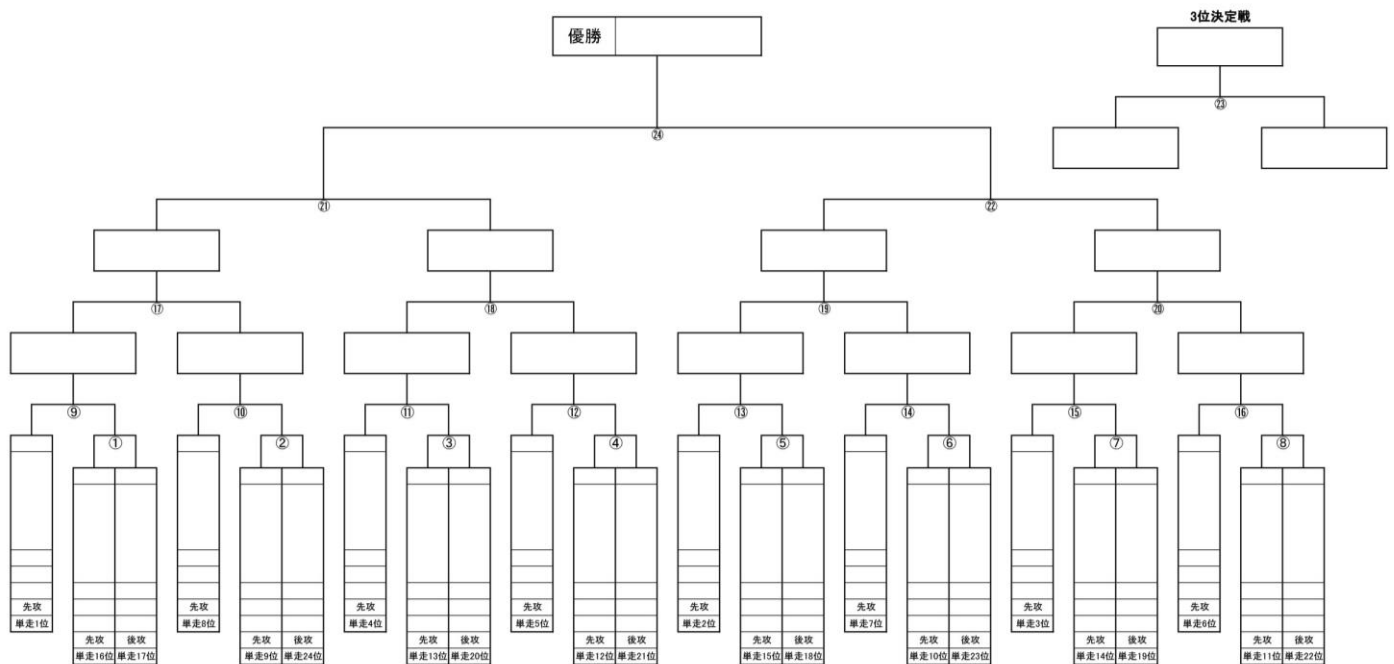 3位決定戦
優勝
㉓
㉔
㉑ ㉒
⑰ ⑱ ⑲ ⑳
⑨ ⑩ ⑪ ⑫ ⑬ ⑭ ⑮ ⑯
① ② ③ ④ ⑤ ⑥ ⑦ ⑧
先攻 先攻 先攻 先攻 先攻 先攻 先攻 先攻
単走1位 単走8位 単走4位 単走5位 単走2位 単走7位 単走3位 単走6位
先攻 後攻 先攻 後攻 先攻 後攻 先攻 後攻 先攻 後攻 先攻 後攻 先攻 後攻 先攻 後攻
単走16位 単走17位 単走9位 単走24位 単走13位 単走20位 単走12位 単走21位 単走15位 単走18位 単走10位 単走23位 単走14位 単走19位 単走11位 単走22位